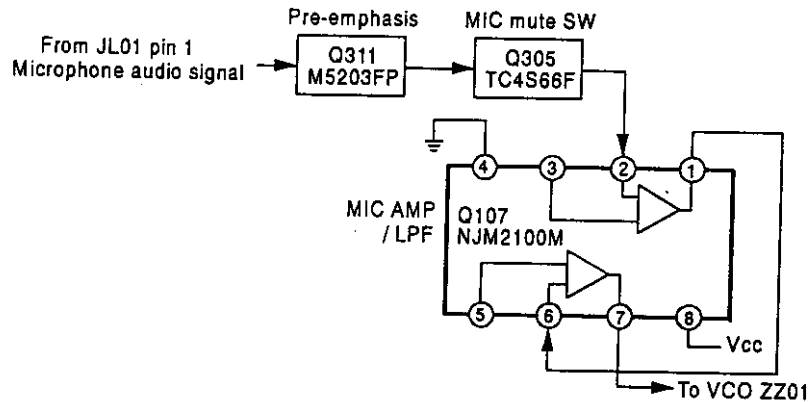 Pre-emphasis
MIC mute SW
From JL01 pin 1
Microphone audio signal
Q311
M5203FP
Q305
TC4S66F
4
3
2
1
MIC AMP
/ LPF
Q107
NJM2100M
5
6
7
8
Vcc
To VCO ZZ01